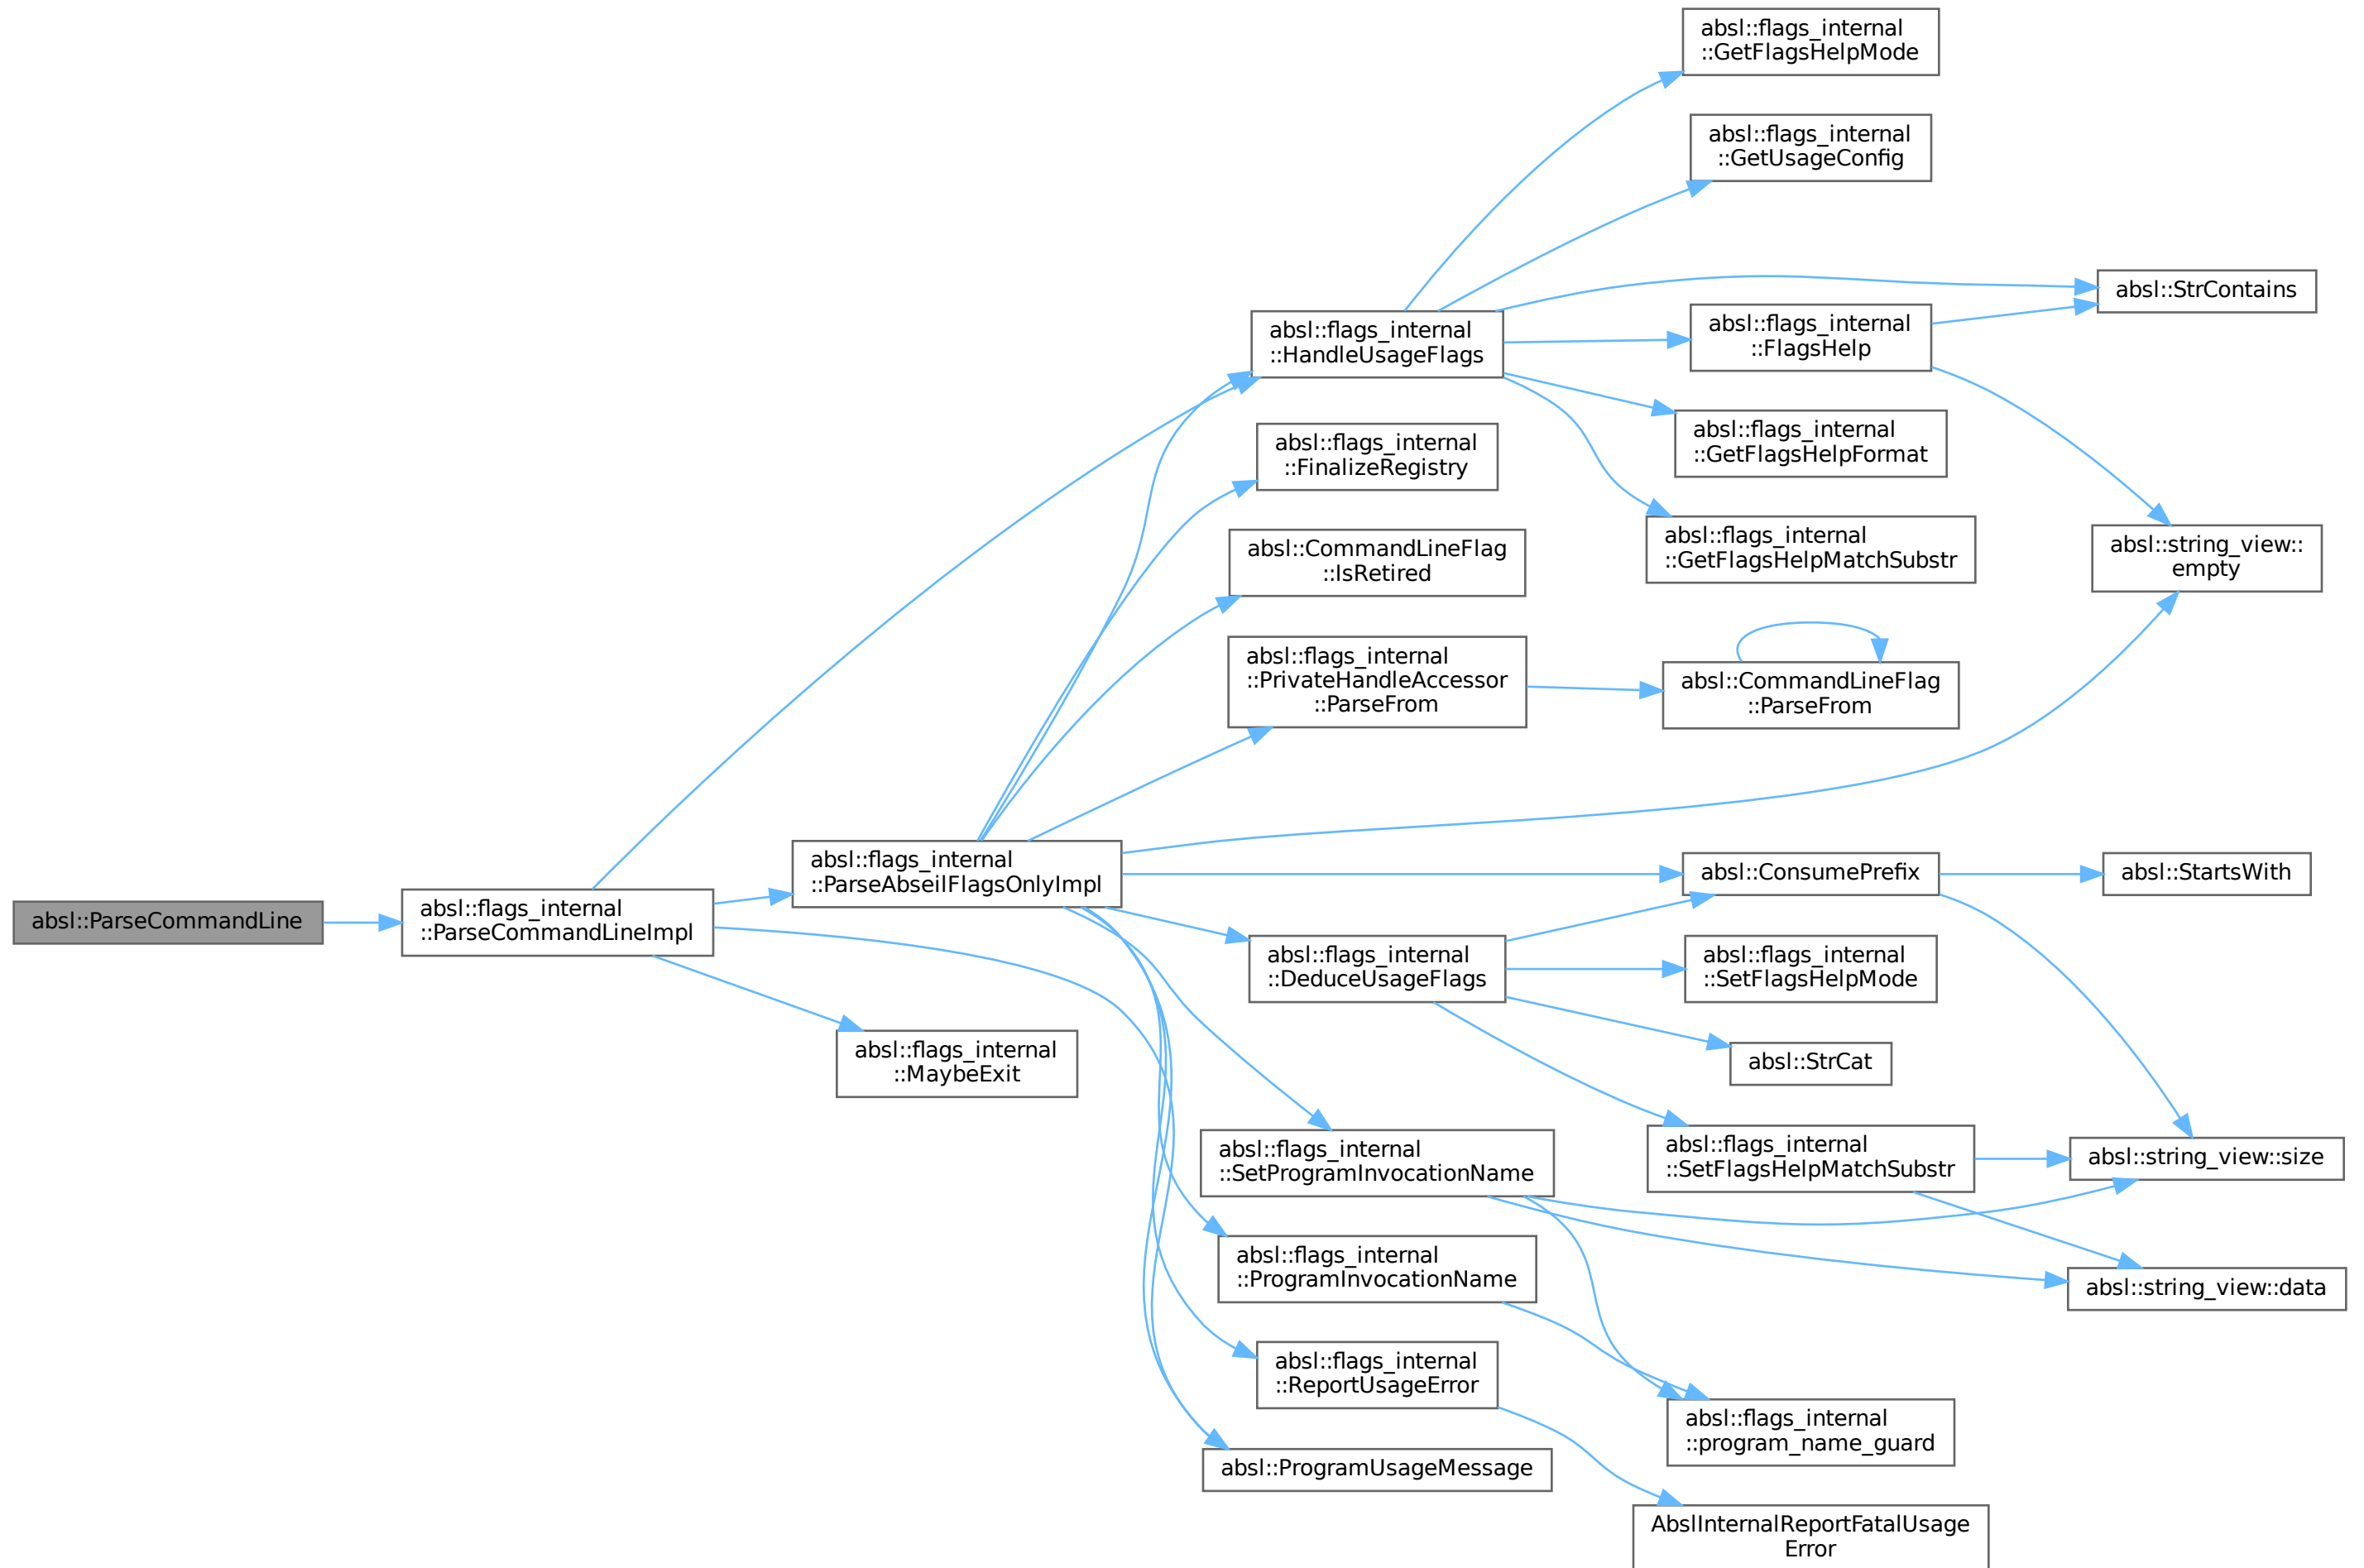 absl::flags_internal
::GetFlagsHelpMode
absl::flags_internal
::GetUsageConfig
absl::StrContains
absl::flags_internal
::HandleUsageFlags
absl::flags_internal
::FlagsHelp
absl::flags_internal
::GetFlagsHelpFormat
absl::flags_internal
::FinalizeRegistry
absl::flags_internal
::GetFlagsHelpMatchSubstr
absl::string_view::
empty
absl::CommandLineFlag
::IsRetired
absl::flags_internal
::PrivateHandleAccessor
::ParseFrom
absl::CommandLineFlag
::ParseFrom
absl::ParseCommandLine
absl::flags_internal
::ParseCommandLineImpl
absl::flags_internal
::ParseAbseilFlagsOnlyImpl
absl::ConsumePrefix
absl::StartsWith
absl::flags_internal
::DeduceUsageFlags
absl::flags_internal
::SetFlagsHelpMode
absl::flags_internal
::MaybeExit
absl::StrCat
absl::flags_internal
::SetProgramInvocationName
absl::flags_internal
::SetFlagsHelpMatchSubstr
absl::string_view::size
absl::flags_internal
::ProgramInvocationName
absl::string_view::data
absl::flags_internal
::ReportUsageError
absl::flags_internal
::program_name_guard
absl::ProgramUsageMessage
AbslInternalReportFatalUsage
Error